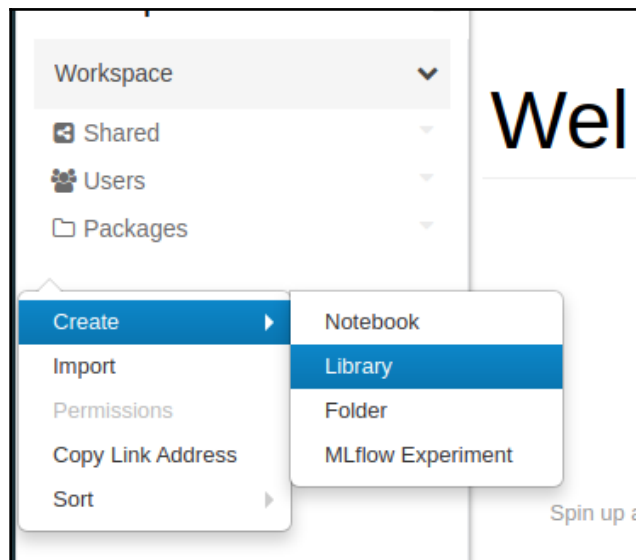 Workspace
Shared
Users
Packages
Wel
Create
Import
Permissions
Copy Link Address
Sort
Notebook
Library
Folder
MLflow Experiment
Spin up a